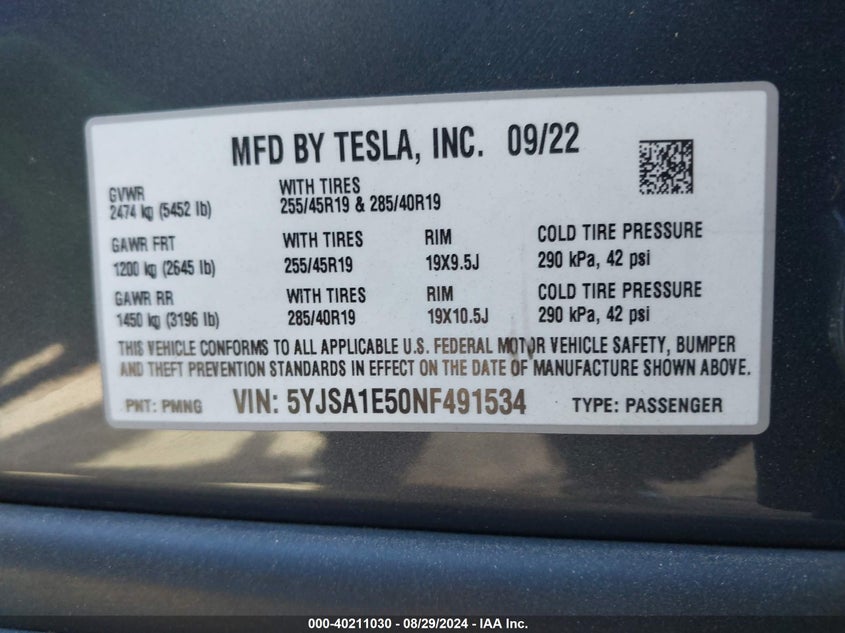 MFD BY TESLA, INC. 09/22
GVWR
2474 kg (5452 lb)
WITH TIRES
255/45R19 & 285/40R19
GAWR FRT
1200 kg (2645 lb)
WITH TIRES
255/45R19
RIM
19X9.5J
COLD TIRE PRESSURE
290 kPa, 42 psi
GAWR RR
1450 kg (3196 lb)
WITH TIRES
285/40R19
RIM
19X10.5J
COLD TIRE PRESSURE
290 kPa, 42 psi
THIS VEHICLE CONFORMS TO ALL APPLICABLE U.S. FEDERAL MOTOR VEHICLE SAFETY, BUMPER
AND THEFT PREVENTION STANDARDS IN EFFECT ON THE DATE OF MANUFACTURE SHOWN ABOVE.
PNT: PMNG VIN: 5YJSA1E50NF491534 TYPE: PASSENGER
000-40211030 - 08/29/2024 - IAA Inc.